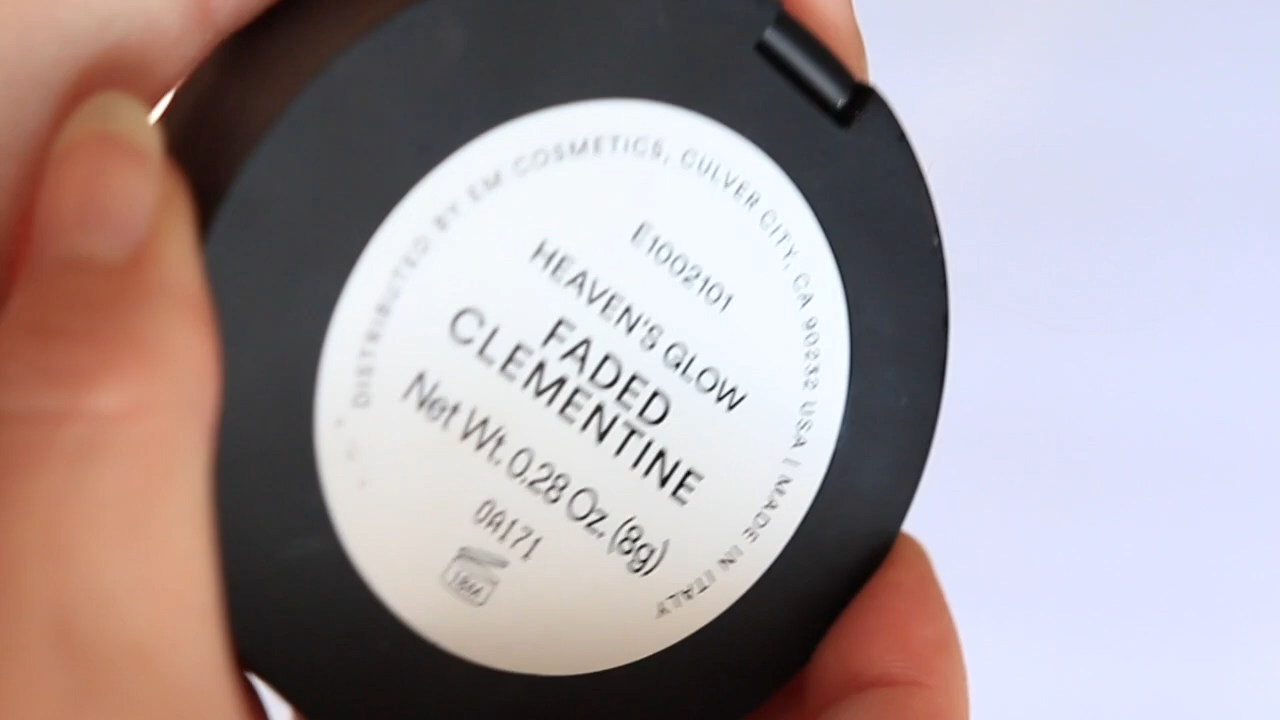 DISTRIBUTED BY EM COSMETICS, CULVER CITY, CA 90232 USA | MADE IN ITALY
E1002101
HEAVEN'S GLOW
FADED
CLEMENTINE
Net Wt. 0.28 Oz. (8g)
0A171
18M